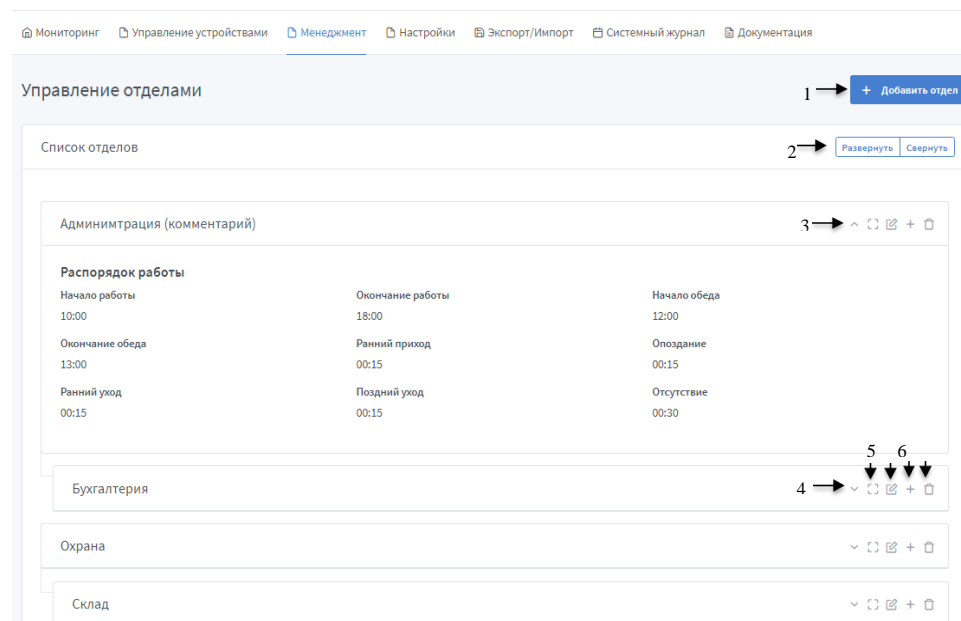 Мониторинг Управление устройствами Менеджмент Настройки Экспорт/Импорт Системный журнал Документация
Управление отделами 1 + Добавить отдел
Список отделов 2 Развернуть Свернуть
Админимтрация (комментарий) 3
Распорядок работы
Начало работы Окончание работы Начало обеда
10:00 18:00 12:00
Окончание обеда Ранний приход Опоздание
13:00 00:15 00:15
Ранний уход Поздний уход Отсутствие
00:15 00:15 00:30
5 6
Бухгалтерия 4
Охрана
Склад